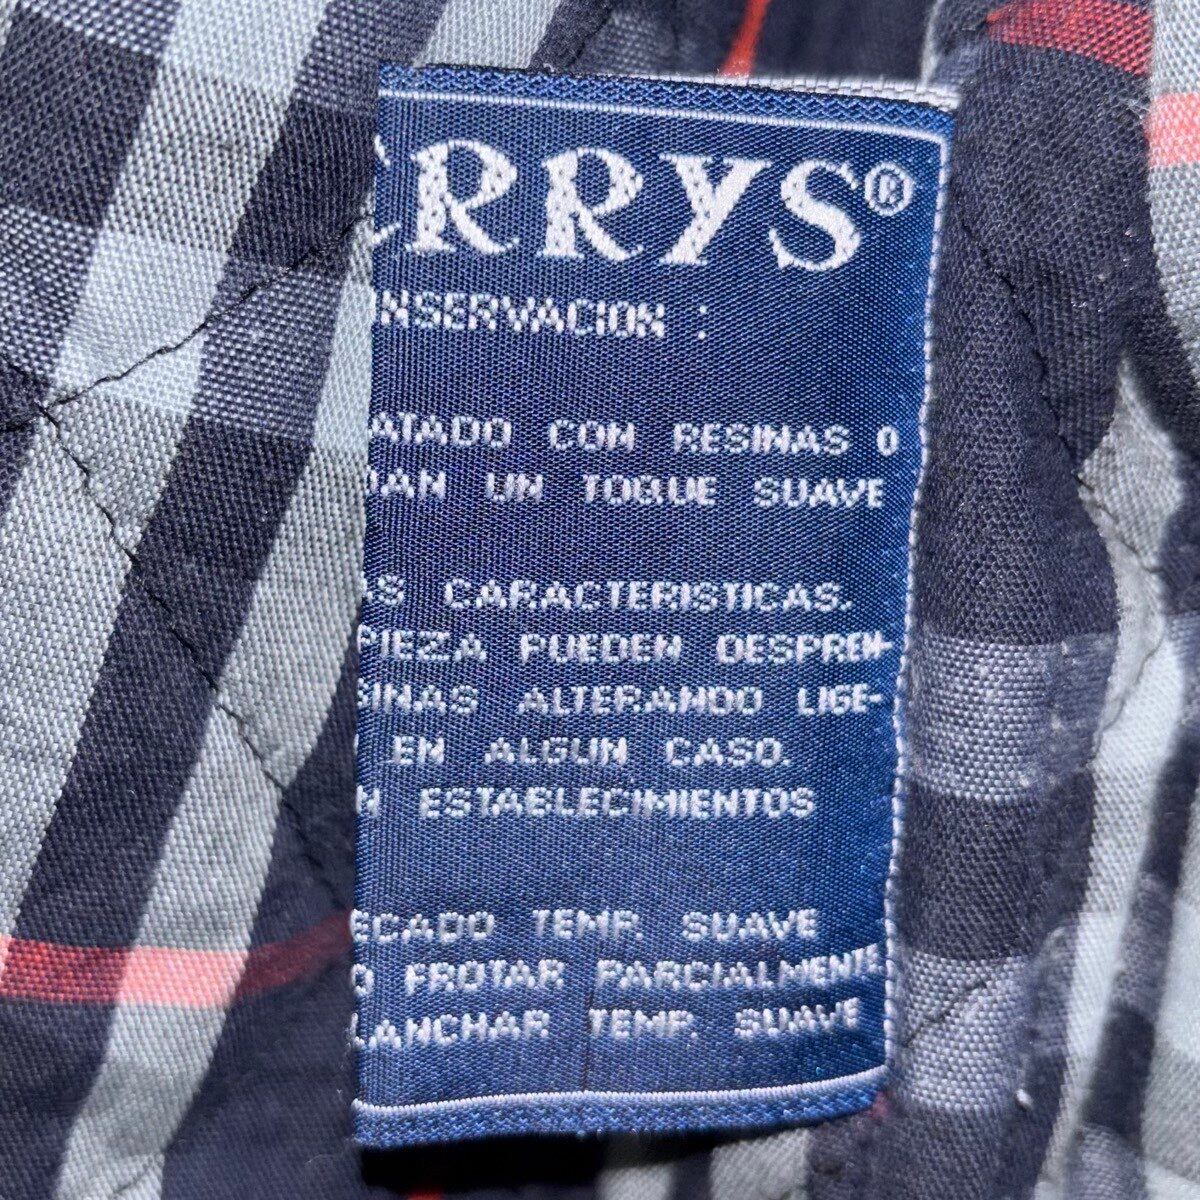 ERRYS®
NSERVACION :
ATADO CON RESINAS O
DAN UN TOQUE SUAVE
AS CARACTERISTICAS.
PIEZA PUEDEN DESPREN-
SINAS ALTERANDO LIGE-
EN ALGUN CASO.
N ESTABLECIMIENTOS
ECADO TEMP. SUAVE
O FROTAR PARCIALMENTE
LANCHAR TEMP. SUAVE